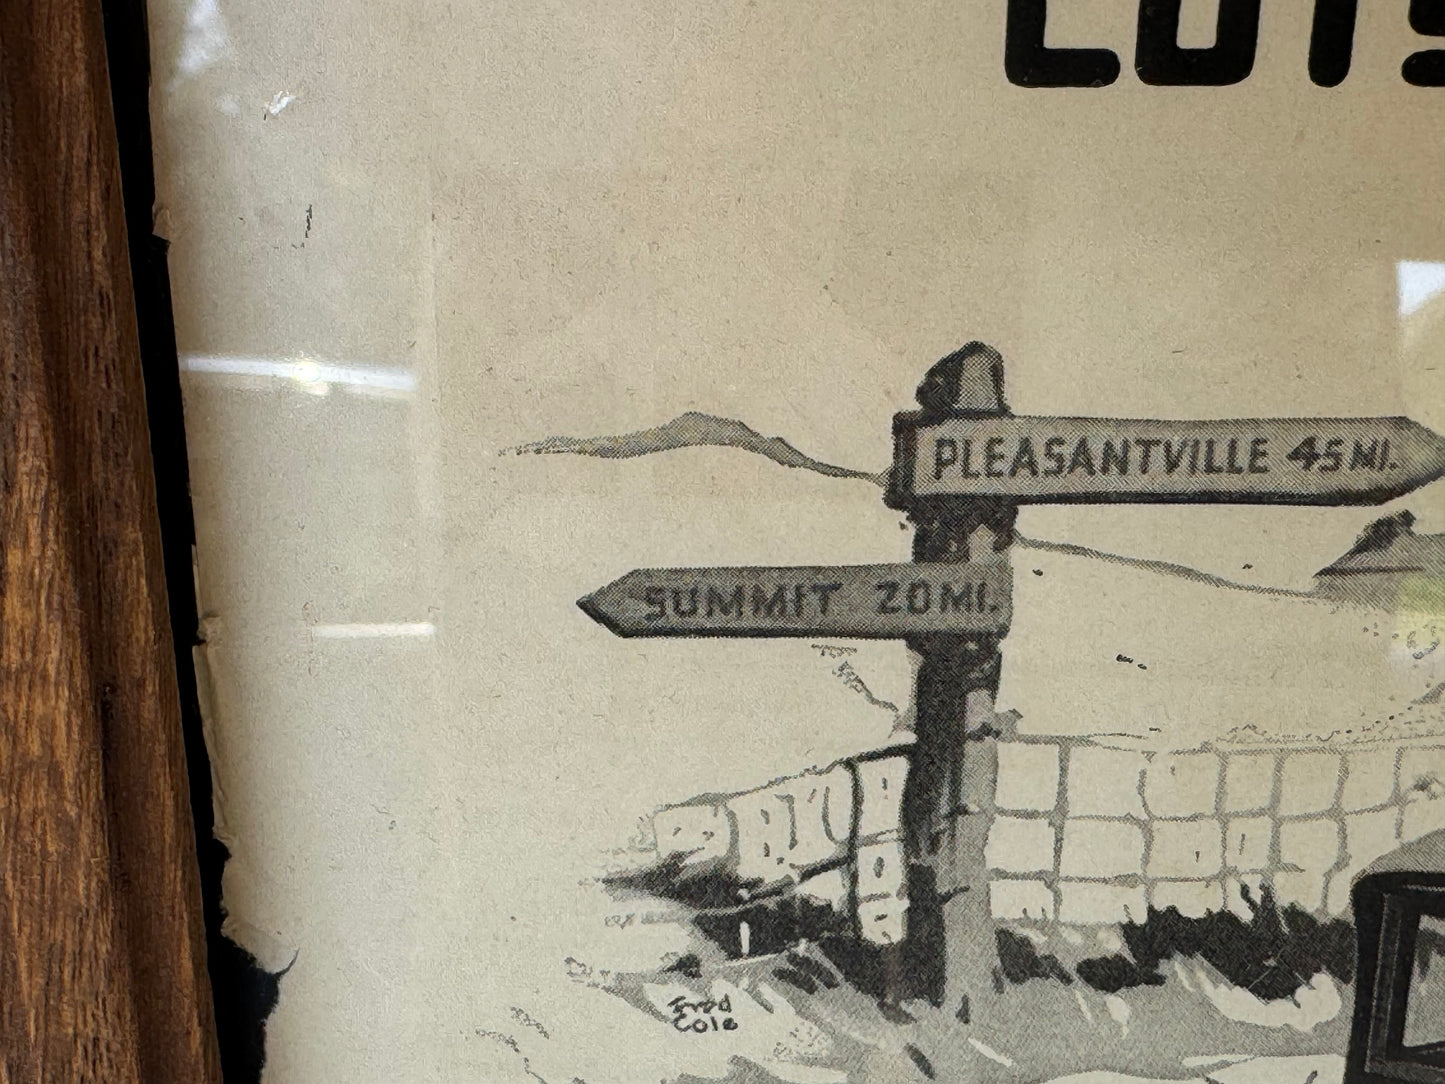 PLEASANTVILLE 45 MI.
SUMMIT 20 MI.
Fred
Cole